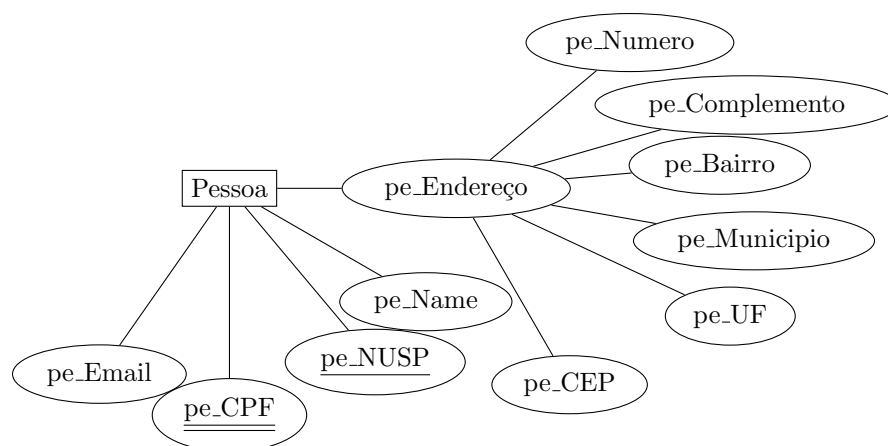 pe_Numero
pe_Complemento
pe_Bairro
Pessoa
pe_Endereço
pe_Municipio
pe_Name
pe_UF
pe_NUSP
pe_Email
pe_CEP
pe_CPF